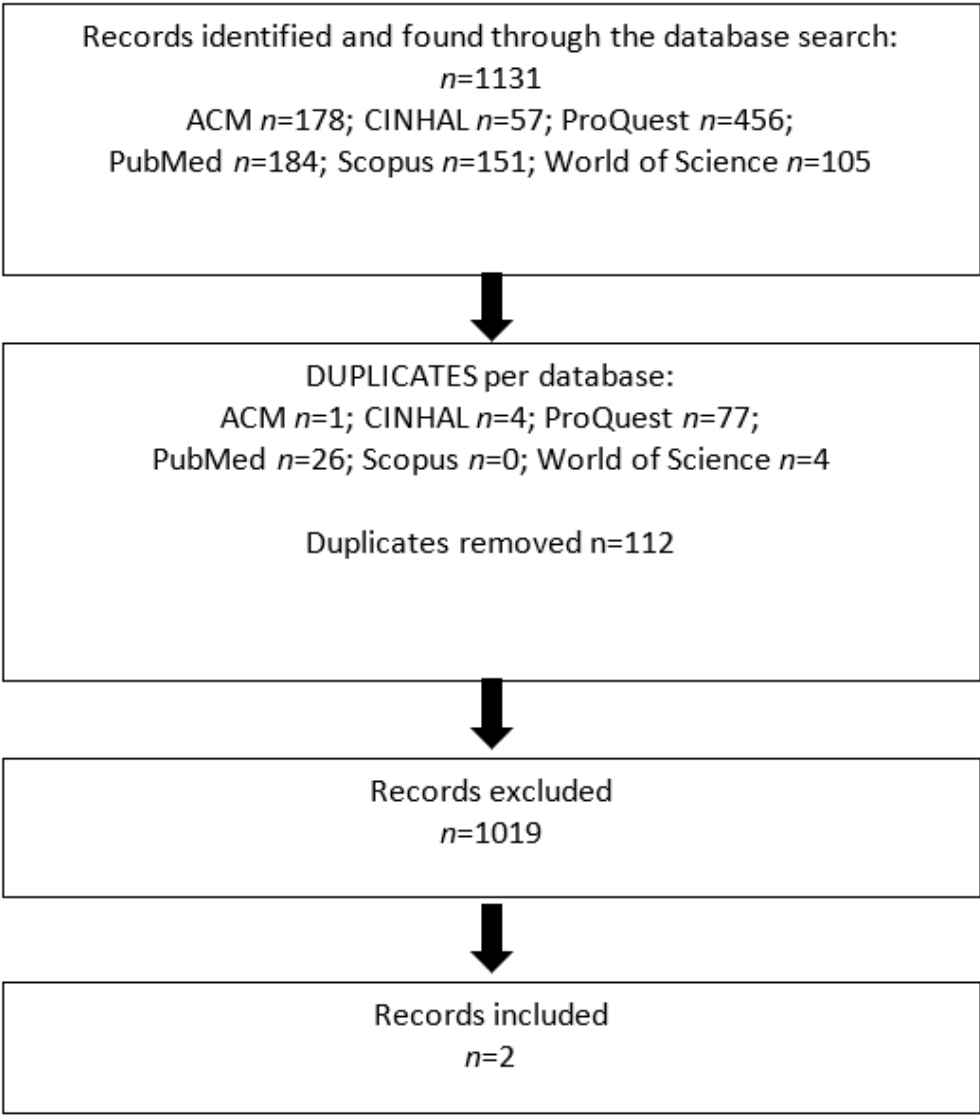 Records identified and found through the database search:
n=1131
ACM n=178; CINHAL n=57; ProQuest n=456;
PubMed n=184; Scopus n=151; World of Science n=105
DUPLICATES per database:
ACM n=1; CINHAL n=4; ProQuest n=77;
PubMed n=26; Scopus n=0; World of Science n=4
Duplicates removed n=112
Records excluded
n=1019
Records included
n=2